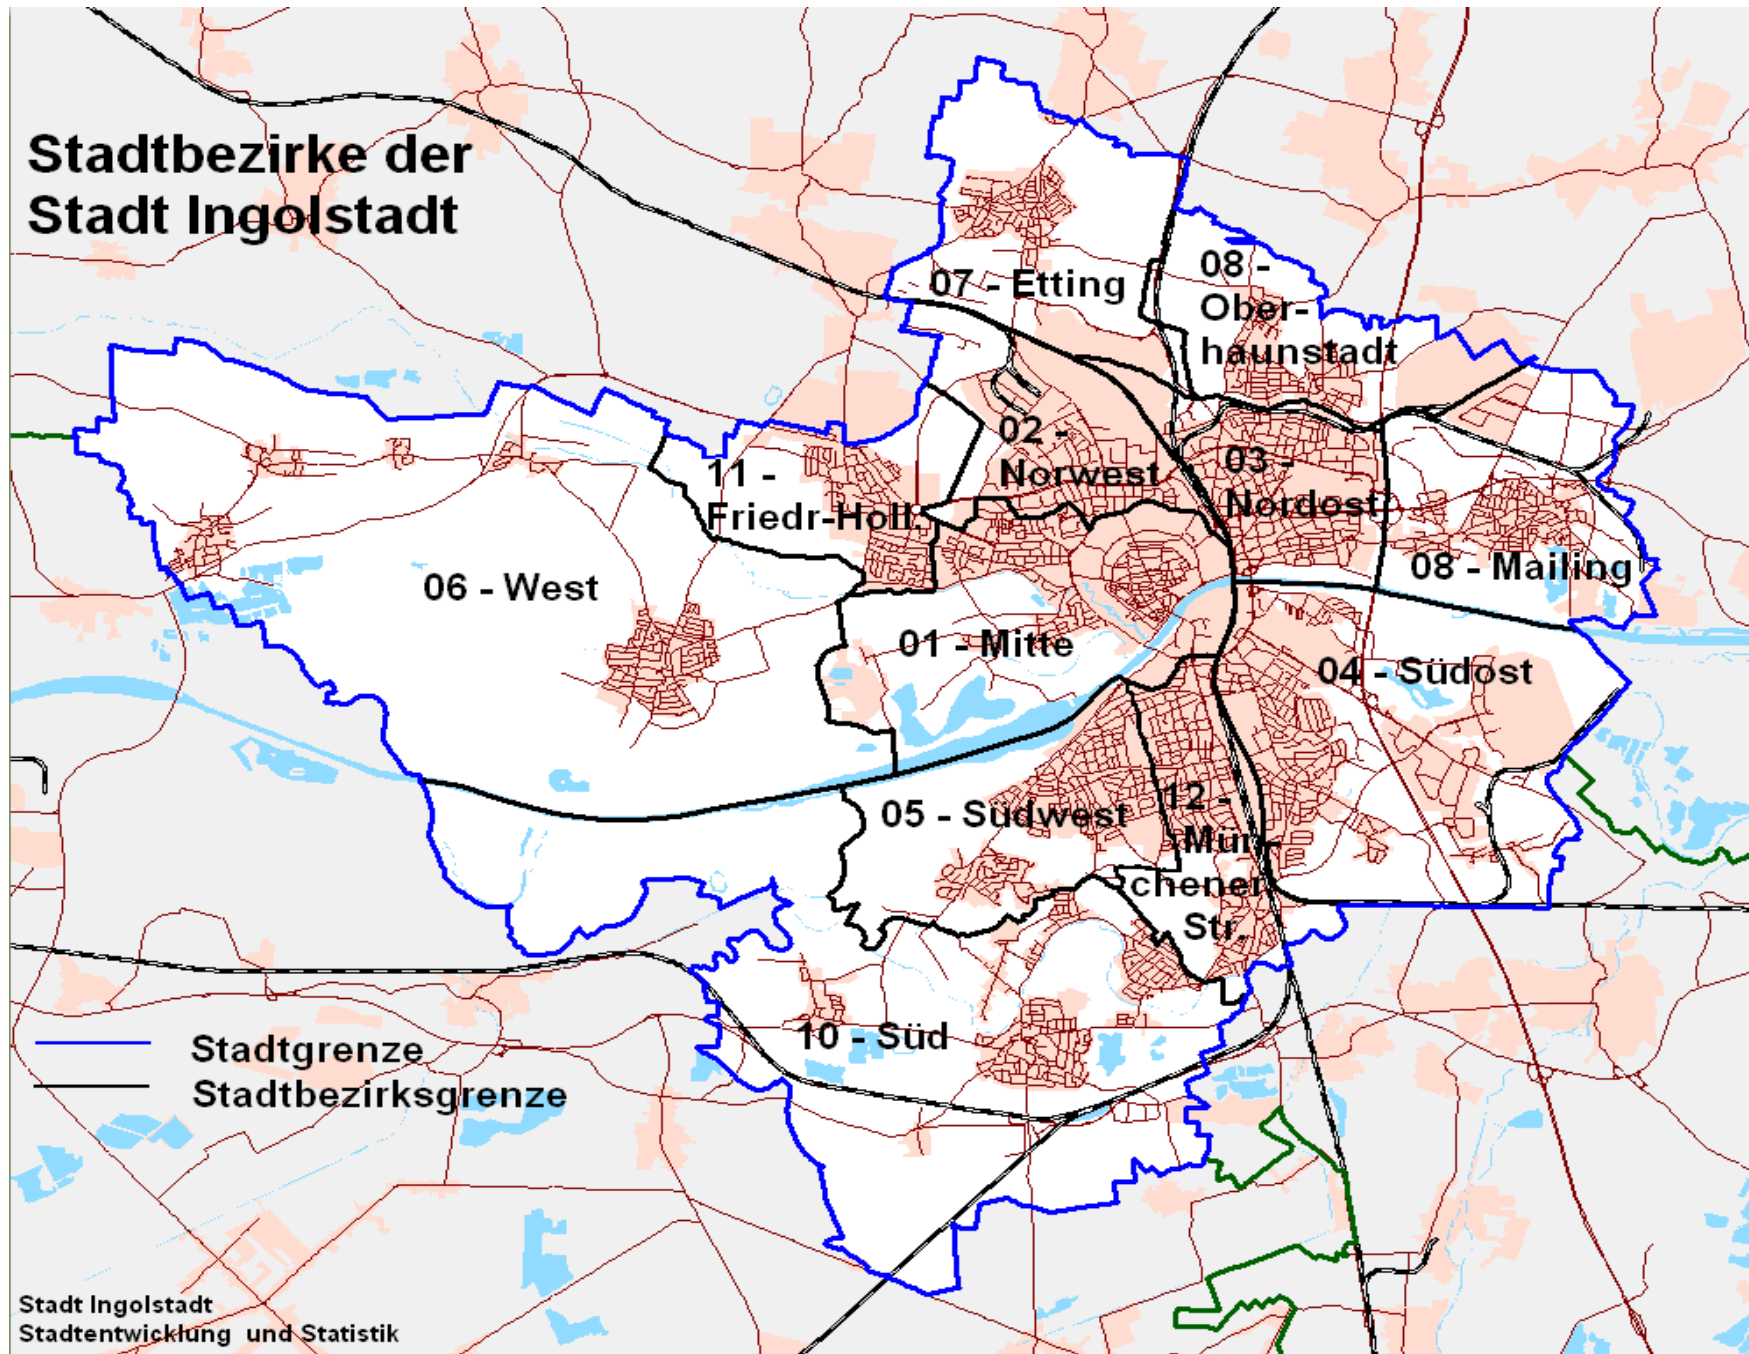 Stadtbezirke der
Stadt Ingolstadt
07 - Etting
08 -
Ober-
haunstadt
02 -
Norwest
03 -
Nordost
11 -
Friedr-Holl.
06 - West
08 - Mailing
01 - Mitte
04 - Südost
05 - Südwest
12 -
Mün-
chener
Str.
10 - Süd
Stadtgrenze
Stadtbezirksgrenze
Stadt Ingolstadt
Stadtentwicklung und Statistik